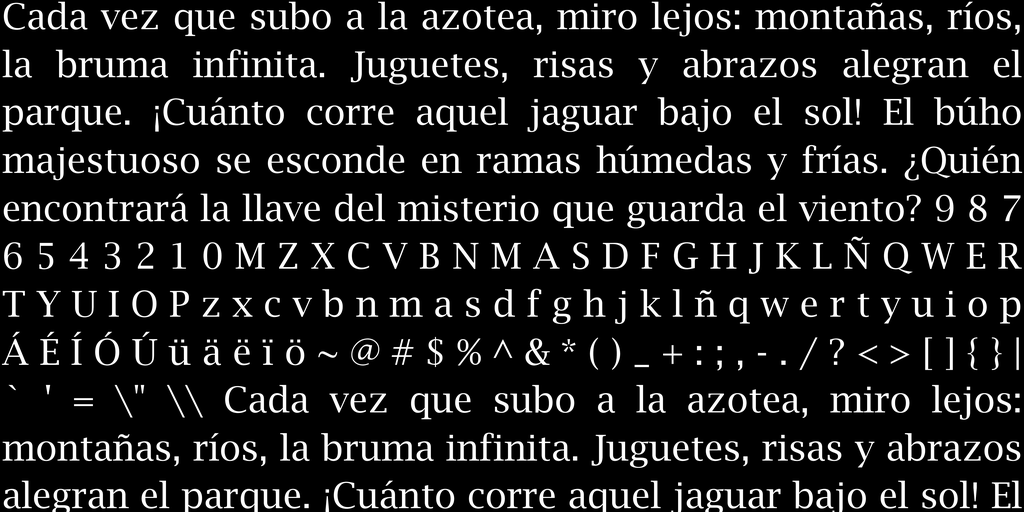 Cada vez que subo a la azotea, miro lejos: montañas, ríos,
la bruma infinita. Juguetes, risas y abrazos alegran el
parque. ¡Cuánto corre aquel jaguar bajo el sol! El búho
majestuoso se esconde en ramas húmedas y frías. ¿Quién
encontrará la llave del misterio que guarda el viento? 9 8 7
6 5 4 3 2 1 0 M Z X C V B N M A S D F G H J K L Ñ Q W E R
T Y U I O P z x c v b n m a s d f g h j k l ñ q w e r t y u i o p
Á É Í Ó Ú ü ä ë ï ö ~ @ # $ % ^ & * ( ) _ + : ; , - . / ? < > [ ] { } |
` ' = \" \\ Cada vez que subo a la azotea, miro lejos:
montañas, ríos, la bruma infinita. Juguetes, risas y abrazos
alegran el parque. ¡Cuánto corre aquel jaguar bajo el sol! El